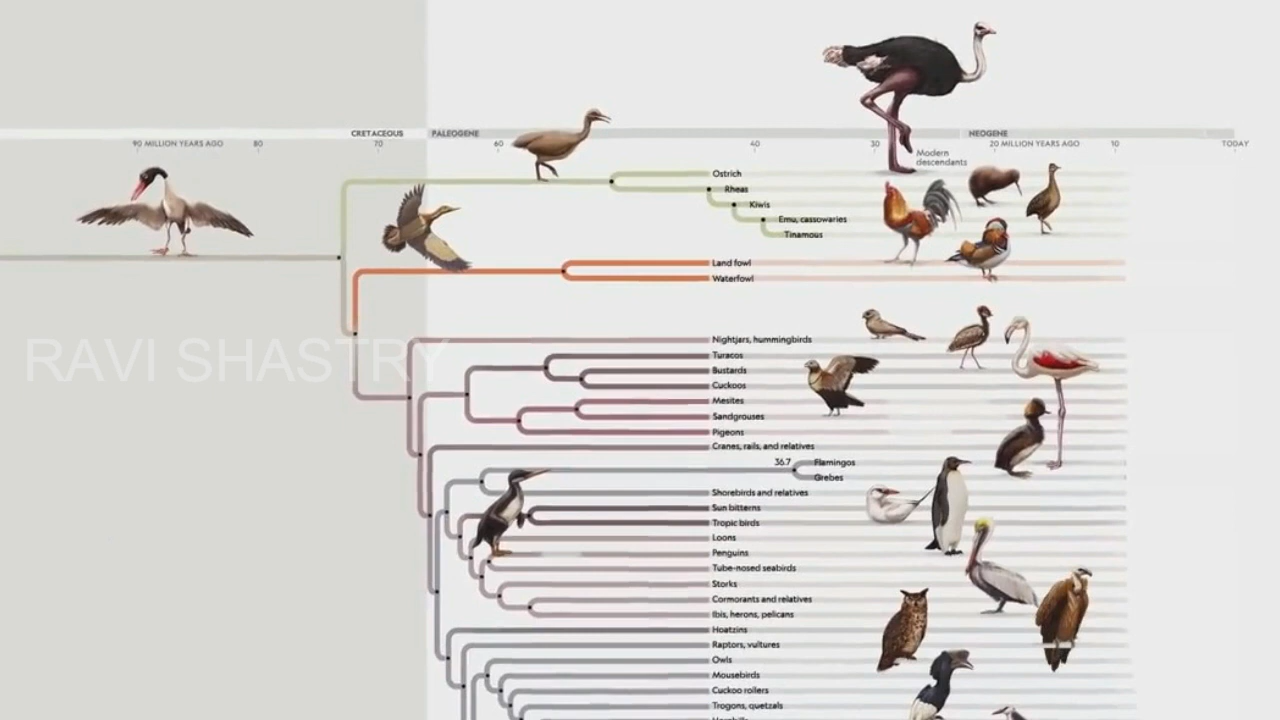 CRETACEOUS PALEOGENE NEOGENE
90 MILLION YEARS AGO 80 70 60 40 30 20 MILLION YEARS AGO 10 TODAY
Modern
descendants
Ostrich
Rheas
Kiwis
Emu, cassowaries
Tinamous
Land fowl
Waterfowl
Nightjars, hummingbirds
RAVI SHASTRY
Turacos
Bustards
Cuckoos
Mesites
Sandgrouses
Pigeons
Cranes, rails, and relatives
36.7 Flamingos
Grebes
Shorebirds and relatives
Sun bitterns
Tropic birds
Loons
Penguins
Tube-nosed seabirds
Storks
Cormorants and relatives
Ibis, herons, pelicans
Hoatzins
Raptors, vultures
Owls
Mousebirds
Cuckoo rollers
Trogons, quetzals